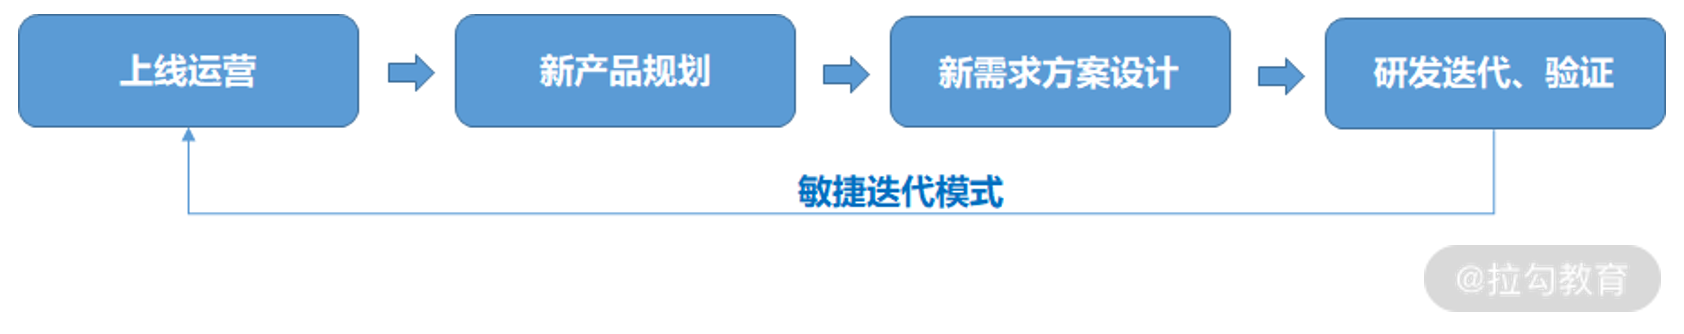 上线运营
新产品规划
新需求方案设计
研发迭代、验证
敏捷迭代模式
@拉勾教育